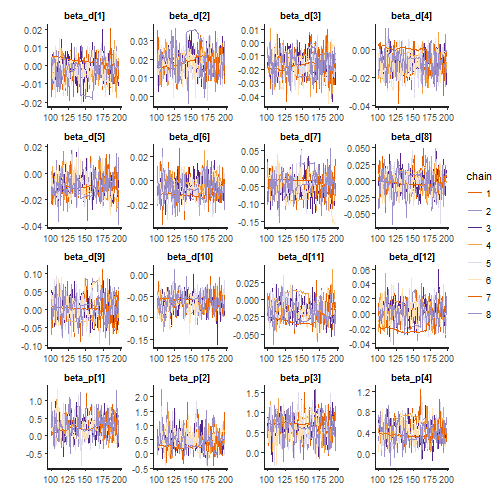 beta_d[1] beta_d[2] beta_d[3] beta_d[4]
0.02 0.01 0.00 -0.01 -0.02
0.03 0.02 0.01 0.00
0.01 0.00 -0.01 -0.02 -0.03 -0.04
0.00 -0.02 -0.04
100 125 150 175 200 100 125 150 175 200 100 125 150 175 200 100 125 150 175 200
beta_d[5] beta_d[6] beta_d[7] beta_d[8]
0.02 0.00 -0.02 -0.04
0.02 0.00 -0.02
0.05 0.00 -0.05 -0.10 -0.15
0.050 0.025 0.000 -0.025 -0.050
100 125 150 175 200 100 125 150 175 200 100 125 150 175 200 100 125 150 175 200
beta_d[9] beta_d[10] beta_d[11] beta_d[12]
0.10 0.05 0.00 -0.05 -0.10
0.00 -0.05 -0.10 -0.15
0.025 0.000 -0.025 -0.050
0.06 0.04 0.02 0.00 -0.02 -0.04
100 125 150 175 200 100 125 150 175 200 100 125 150 175 200 100 125 150 175 200
beta_p[1] beta_p[2] beta_p[3] beta_p[4]
1.0 0.5 0.0 -0.5
2.0 1.5 1.0 0.5 0.0 -0.5
1.5 1.0 0.5 0.0
1.2 0.8 0.4 0.0
100 125 150 175 200 100 125 150 175 200 100 125 150 175 200 100 125 150 175 200
chain
1
2
3
4
5
6
7
8